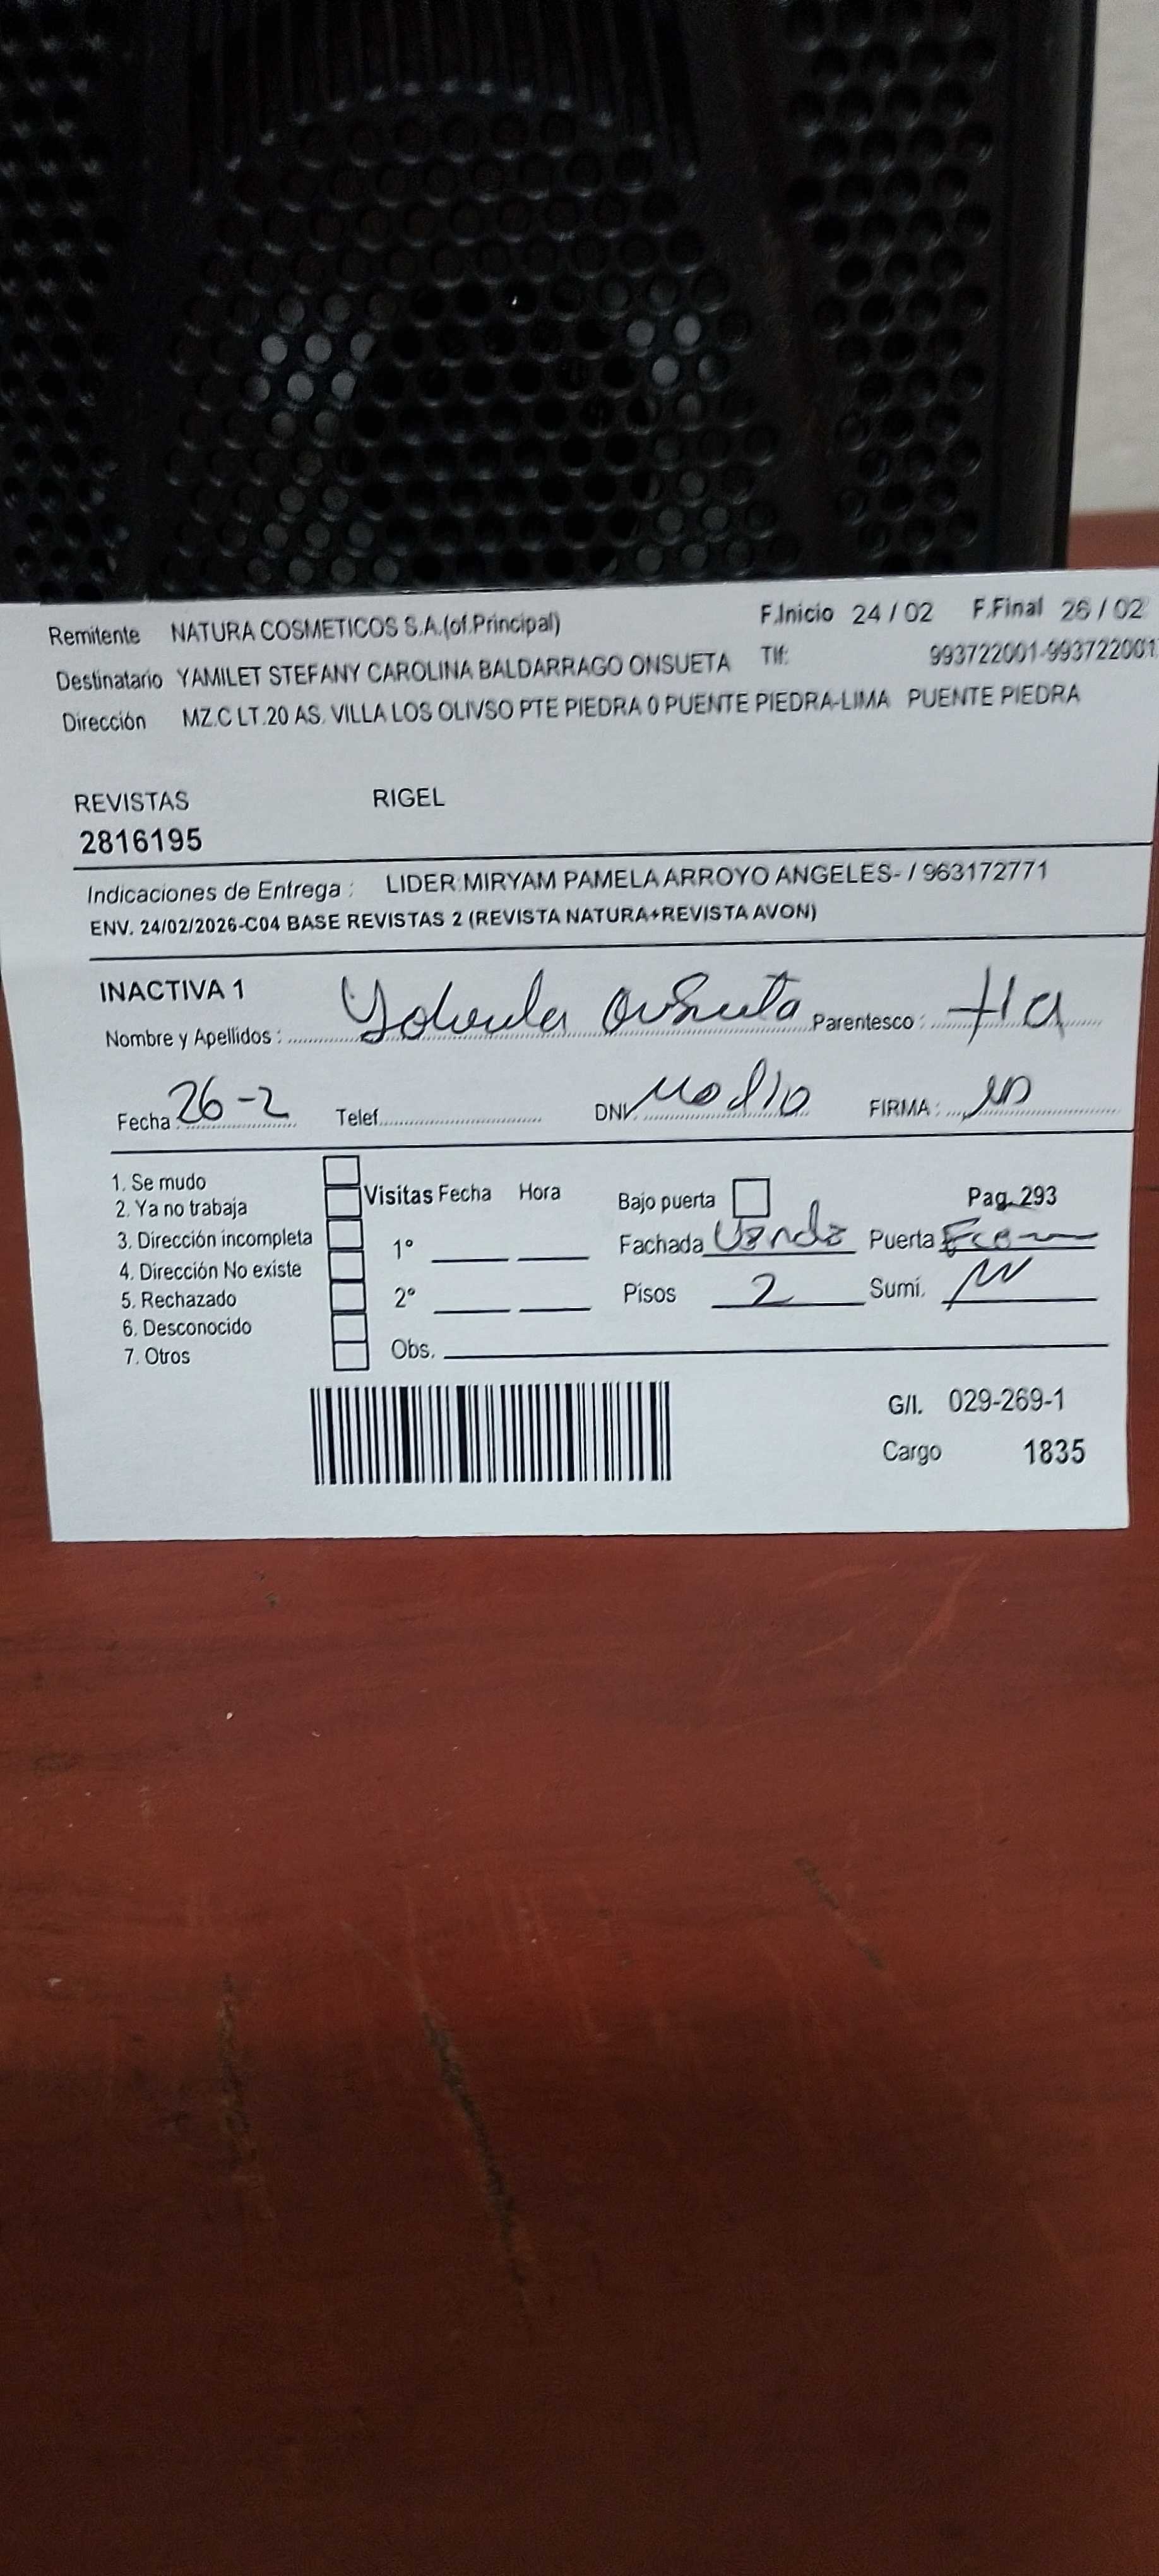 Remitente NATURA COSMETICOS S.A.(of.Principal) F.Inicio 24 / 02 F.Final 26 / 02
Destinatario YAMILET STEFANY CAROLINA BALDARRAGO ONSUETA Tlf: 993722001-993722001
Dirección MZ.C LT.20 AS. VILLA LOS OLIVSO PTE PIEDRA 0 PUENTE PIEDRA-LIMA PUENTE PIEDRA
REVISTAS RIGEL
2816195
Indicaciones de Entrega : LIDER:MIRYAM PAMELA ARROYO ANGELES- / 963172771
ENV. 24/02/2026-C04 BASE REVISTAS 2 (REVISTA NATURA+REVISTA AVON)
INACTIVA 1
Nombre y Apellidos : Onsueta Parentesco : tia
Fecha 26-2 Telef. DNI. no dio FIRMA :
1. Se mudo
2. Ya no trabaja
3. Dirección incompleta
4. Dirección No existe
5. Rechazado
6. Desconocido
7. Otros
Visitas Fecha Hora
1°
2°
Obs.
Bajo puerta Pag. 293
Fachada Verde Puerta
Pisos 2 Sumi.
G/I. 029-269-1
Cargo 1835